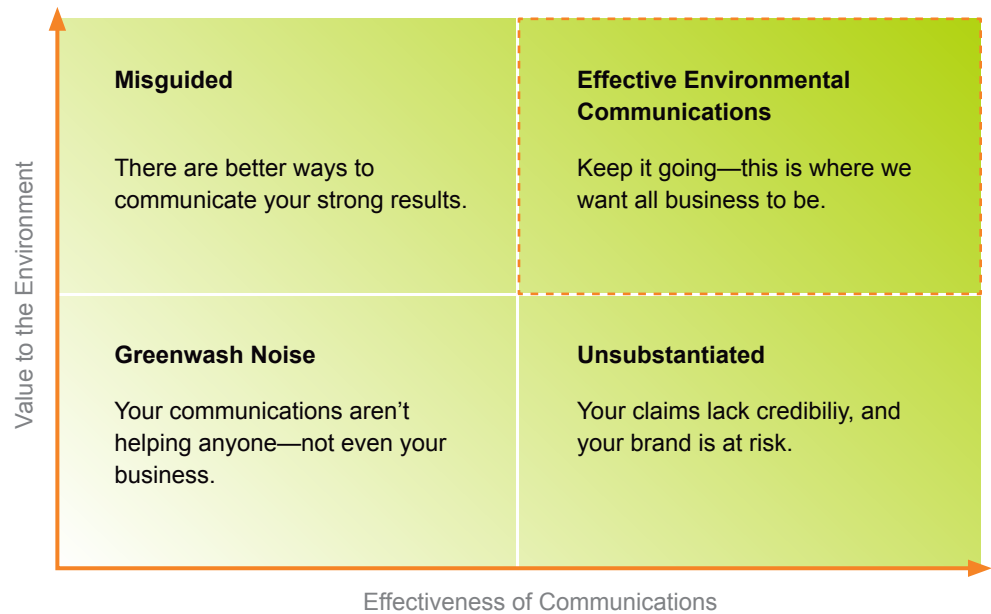 Value to the Environment
Misguided
There are better ways to
communicate your strong results.
Effective Environmental
Communications
Keep it going—this is where we
want all business to be.
Greenwash Noise
Your communications aren’t
helping anyone—not even your
business.
Unsubstantiated
Your claims lack credibiliy, and
your brand is at risk.
Effectiveness of Communications